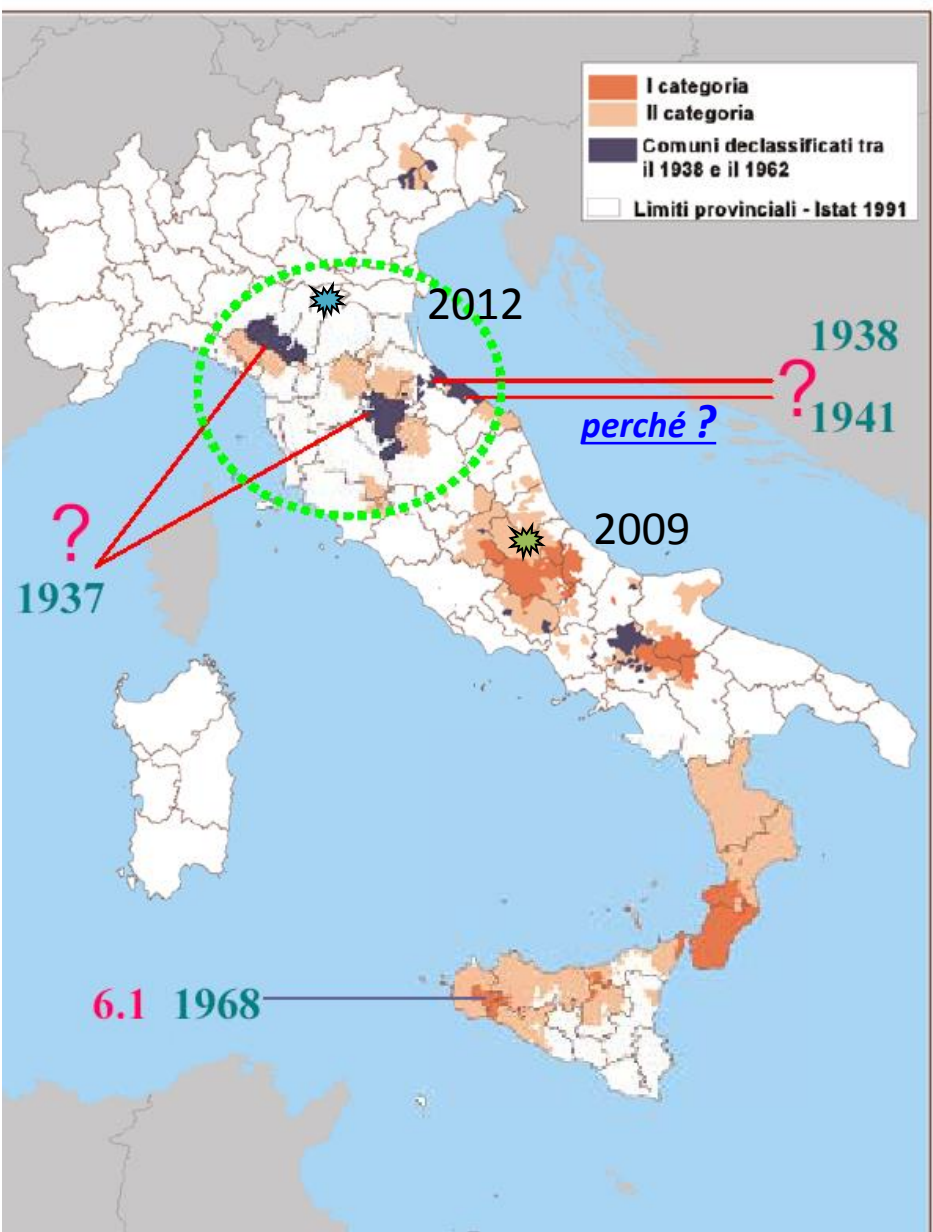 I categoria
II categoria
Comuni declassificati tra
il 1938 e il 1962
Limiti provinciali - Istat 1991
2012
1938
?
1941
perché ?
?
1937
2009
6.1 1968